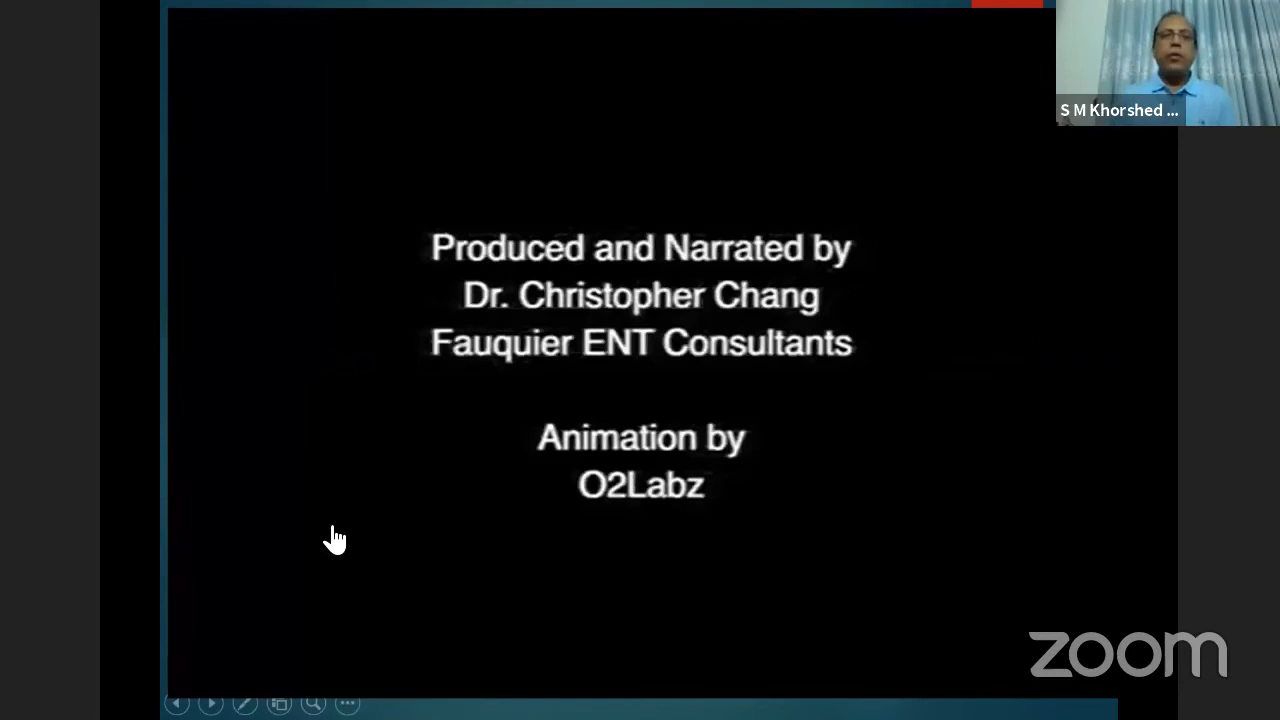 S M Khorshed ...
Produced and Narrated by
Dr. Christopher Chang
Fauquier ENT Consultants
Animation by
O2Labz
zoom